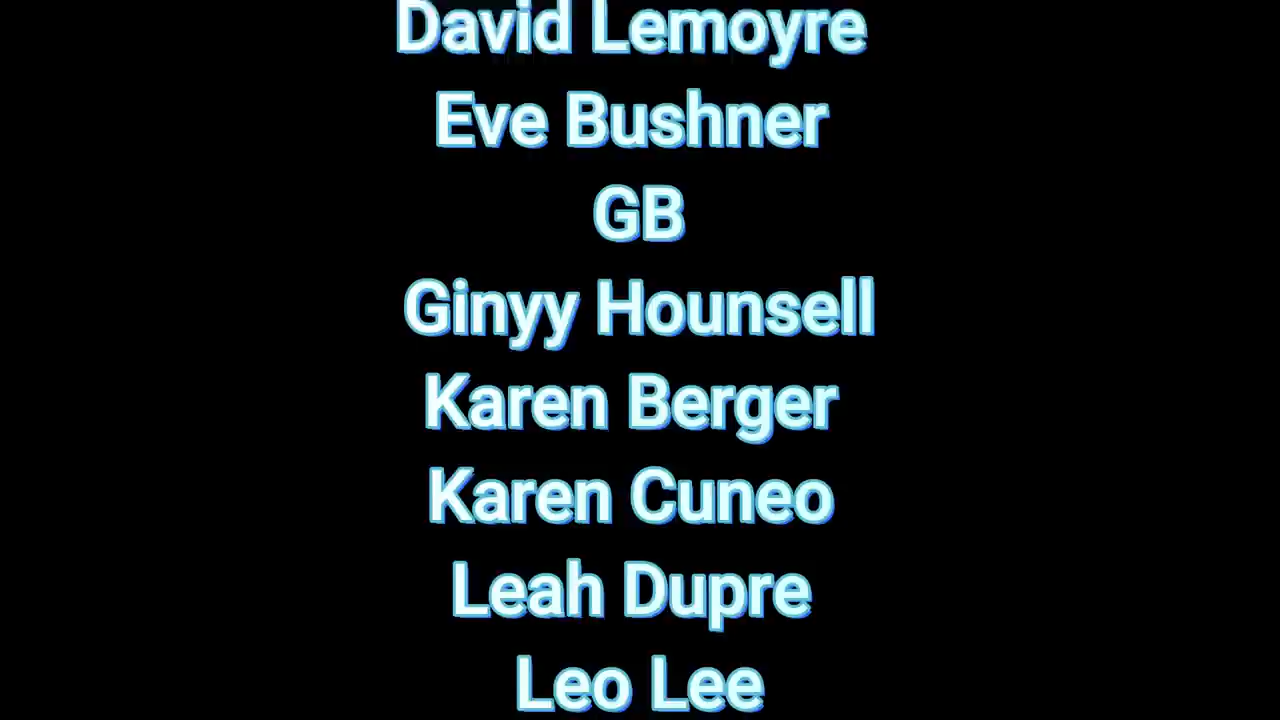 David Lemoyre
Eve Bushner
GB
Ginyy Hounsell
Karen Berger
Karen Cuneo
Leah Dupre
Leo Lee